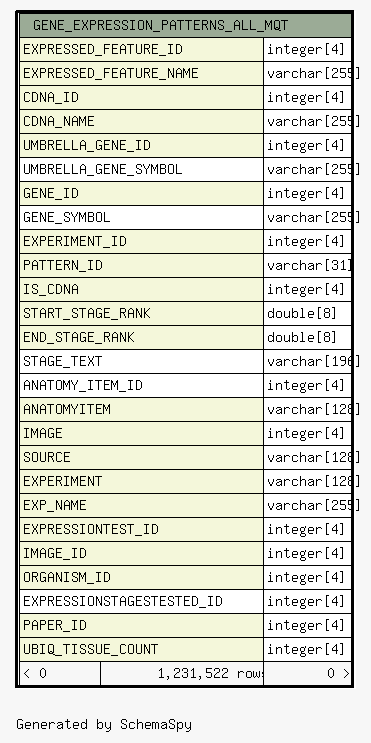 GENE_EXPRESSION_PATTERNS_ALL_MQT
EXPRESSED_FEATURE_ID integer[4]
EXPRESSED_FEATURE_NAME varchar[255]
CDNA_ID integer[4]
CDNA_NAME varchar[255]
UMBRELLA_GENE_ID integer[4]
UMBRELLA_GENE_SYMBOL varchar[255]
GENE_ID integer[4]
GENE_SYMBOL varchar[255]
EXPERIMENT_ID integer[4]
PATTERN_ID varchar[31]
IS_CDNA integer[4]
START_STAGE_RANK double[8]
END_STAGE_RANK double[8]
STAGE_TEXT varchar[196]
ANATOMY_ITEM_ID integer[4]
ANATOMYITEM varchar[128]
IMAGE integer[4]
SOURCE varchar[128]
EXPERIMENT varchar[128]
EXP_NAME varchar[255]
EXPRESSIONTEST_ID integer[4]
IMAGE_ID integer[4]
ORGANISM_ID integer[4]
EXPRESSIONSTAGESTESTED_ID integer[4]
PAPER_ID integer[4]
UBIQ_TISSUE_COUNT integer[4]
< 0 1,231,522 rows 0 >
Generated by SchemaSpy